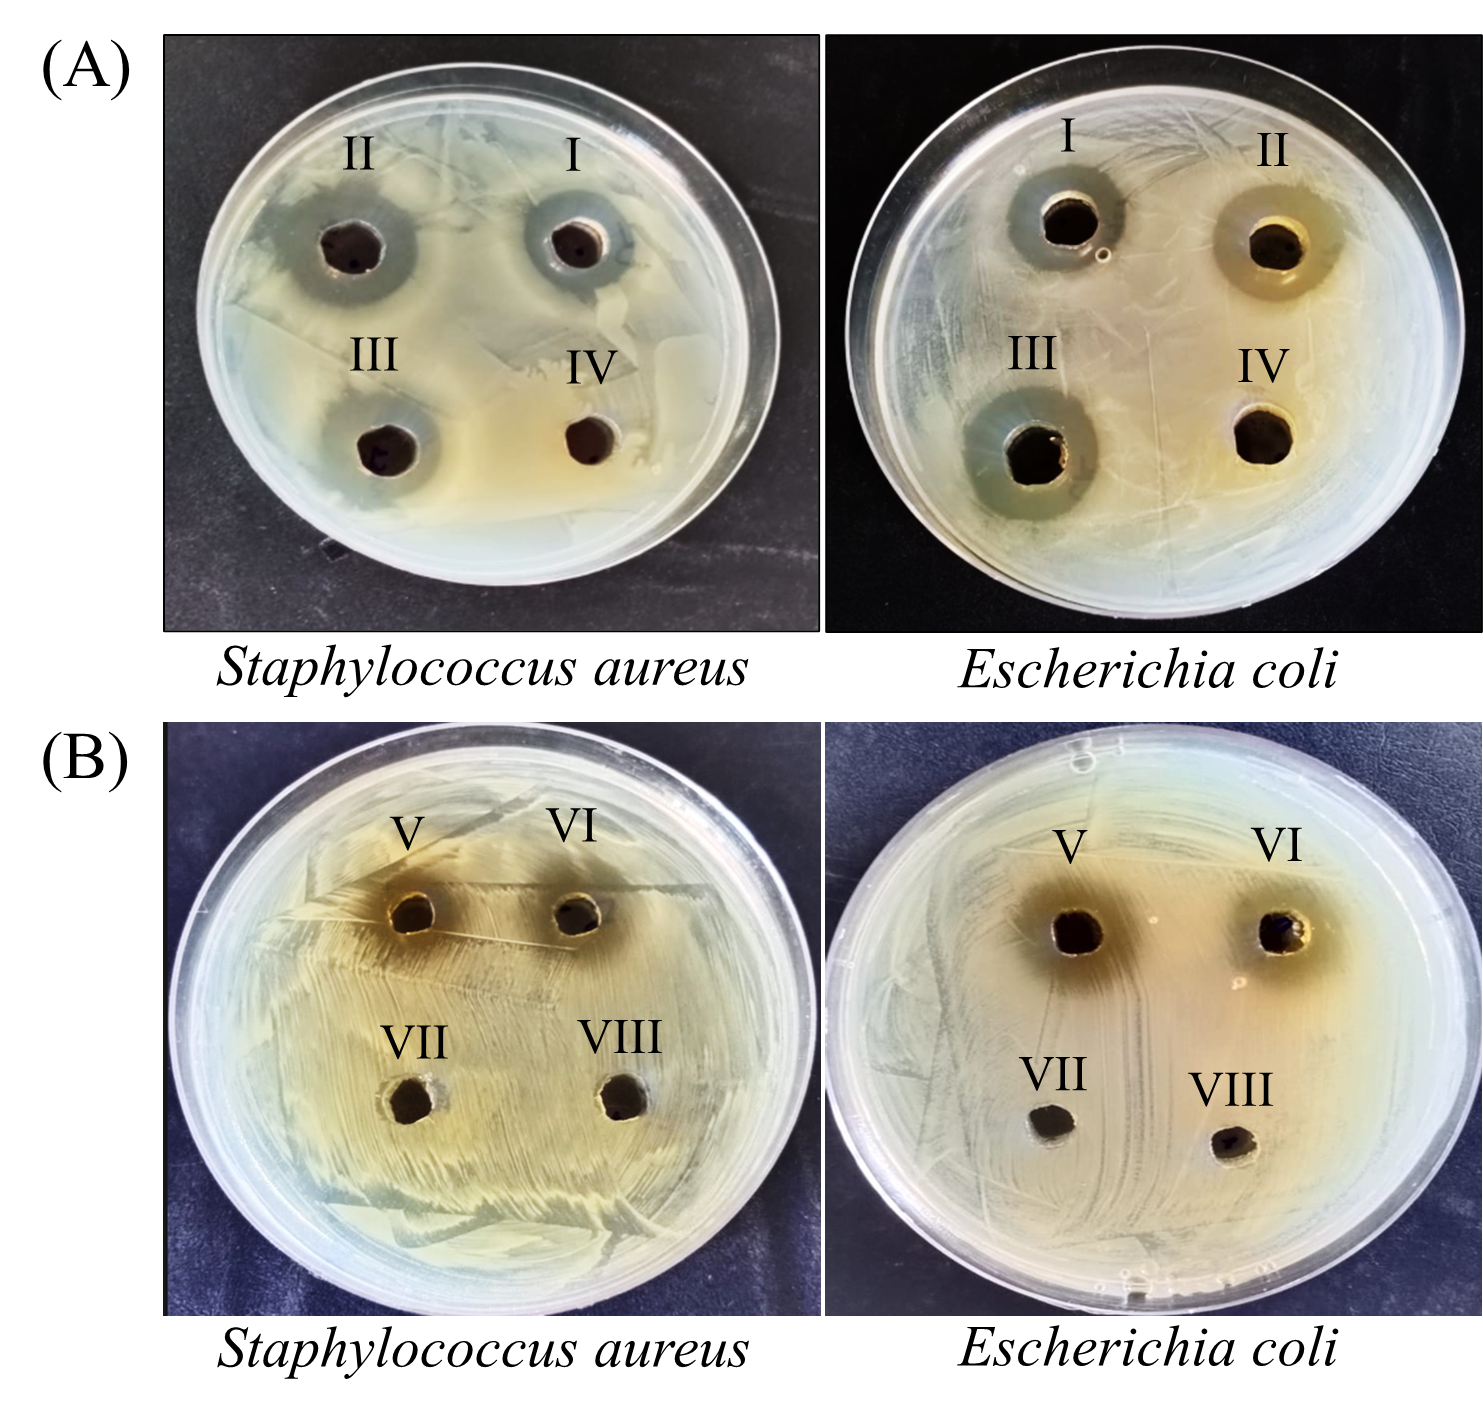 (A)
II I
III IV
I II
III IV
Staphylococcus aureus Escherichia coli
(B)
V VI
VII VIII
V VI
VII VIII
Staphylococcus aureus Escherichia coli